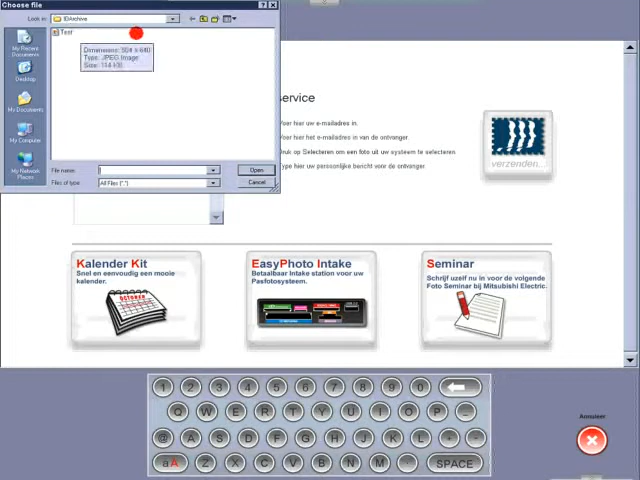 Choose file
Look in:
IDArchive
Test
Dimensions: 504 x 640
Type: JPEG Image
Size: 114 KB
My Recent
Documents
Desktop
My Documents
My Computer
My Network
Places
File name:
Open
Files of type:
All Files (*.*)
Cancel
service
Voer hier uw e-mailadres in.
Voer hier het e-mailadres in van de ontvanger.
Druk op Selecteren om een foto uit uw systeem te selecteren.
Type hier uw persoonlijke bericht voor de ontvanger.
verzenden...
Kalender Kit
Snel en eenvoudig een mooie
kalender.
OCTOBER
EasyPhoto Intake
Betaalbaar Intake station voor uw
Pasfotosysteem.
Seminar
Schrijf uzelf nu in voor de volgende
Foto Seminar bij Mitsubishi Electric.
1 2 3 4 5 6 7 8 9 0
Q W E R T Y U I O P _
@ A S D F G H J K L - .
aA Z X C V B N M . SPACE
Annuleer